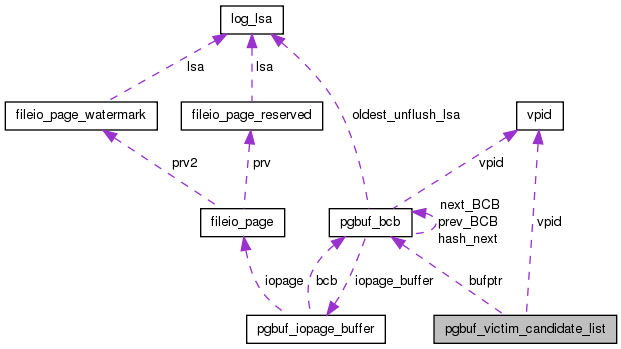 log_lsa
lsa
lsa
fileio_page_watermark
fileio_page_reserved
oldest_unflush_lsa
vpid
prv2
prv
vpid
next_BCB
prev_BCB
hash_next
fileio_page
pgbuf_bcb
vpid
iopage
bcb
iopage_buffer
bufptr
pgbuf_iopage_buffer
pgbuf_victim_candidate_list